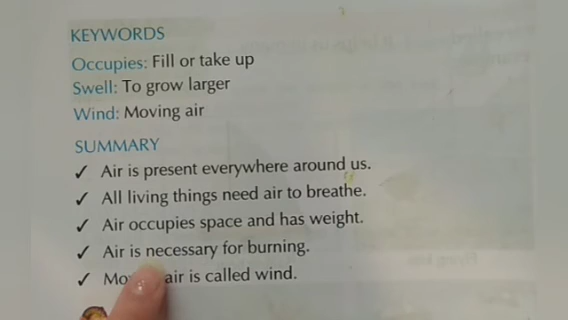 KEYWORDS
Occupies: Fill or take up
Swell: To grow larger
Wind: Moving air
SUMMARY
✓ Air is present everywhere around us.
✓ All living things need air to breathe.
✓ Air occupies space and has weight.
✓ Air is necessary for burning.
✓ air is called wind.